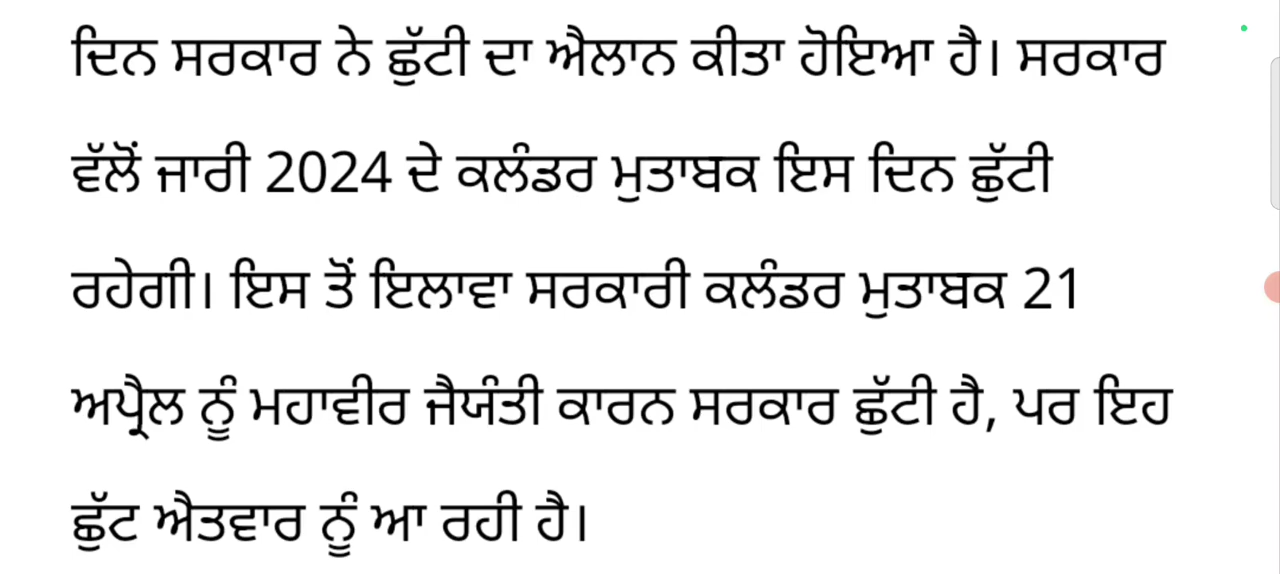 ਦਿਨ ਸਰਕਾਰ ਨੇ ਛੁੱਟੀ ਦਾ ਐਲਾਨ ਕੀਤਾ ਹੋਇਆ ਹੈ। ਸਰਕਾਰ
ਵੱਲੋਂ ਜਾਰੀ 2024 ਦੇ ਕਲੰਡਰ ਮੁਤਾਬਕ ਇਸ ਦਿਨ ਛੁੱਟੀ
ਰਹੇਗੀ। ਇਸ ਤੋਂ ਇਲਾਵਾ ਸਰਕਾਰੀ ਕਲੰਡਰ ਮੁਤਾਬਕ 21
ਅਪ੍ਰੈਲ ਨੂੰ ਮਹਾਵੀਰ ਜੈਯੰਤੀ ਕਾਰਨ ਸਰਕਾਰ ਛੁੱਟੀ ਹੈ, ਪਰ ਇਹ
ਛੁੱਟ ਐਤਵਾਰ ਨੂੰ ਆ ਰਹੀ ਹੈ।